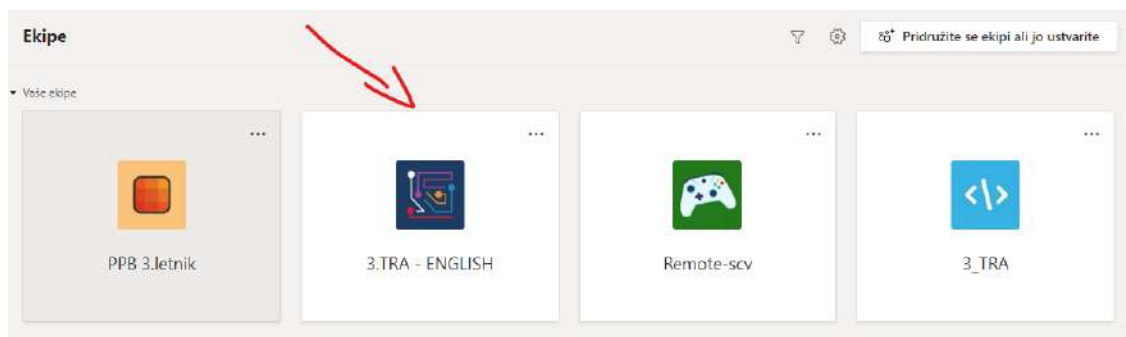 Ekipe
Pridružite se ekipi ali jo ustvarite
Vaše ekipe
PPB 3.letnik
3.TRA - ENGLISH
Remote-scv
3_TRA